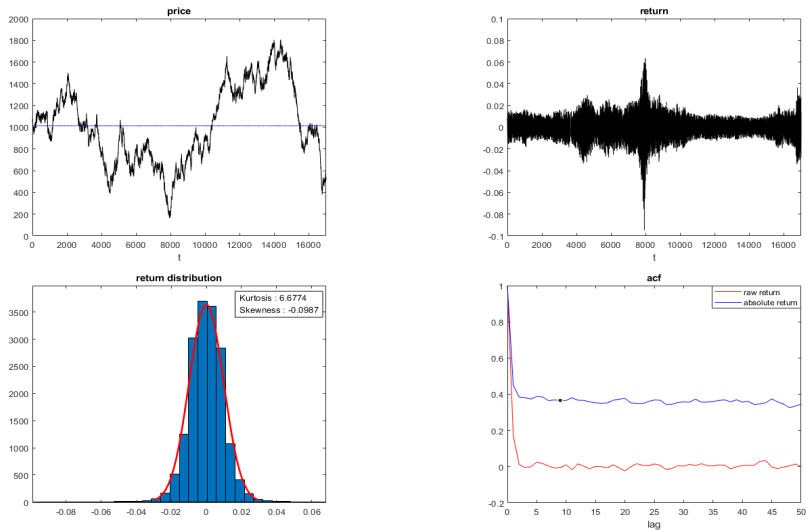 price
2000
1800
1600
1400
1200
1000
800
600
400
200
0
0 2000 4000 6000 8000 10000 12000 14000 16000
t
return
0.1
0.08
0.06
0.04
0.02
0
-0.02
-0.04
-0.06
-0.08
-0.1
0 2000 4000 6000 8000 10000 12000 14000 16000
t
return distribution
Kurtosis : 6.6774
Skewness : -0.0987
3500
3000
2500
2000
1500
1000
500
0
-0.08 -0.06 -0.04 -0.02 0 0.02 0.04 0.06
acf
raw return
absolute return
1
0.8
0.6
0.4
0.2
0
-0.2
0 5 10 15 20 25 30 35 40 45 50
lag